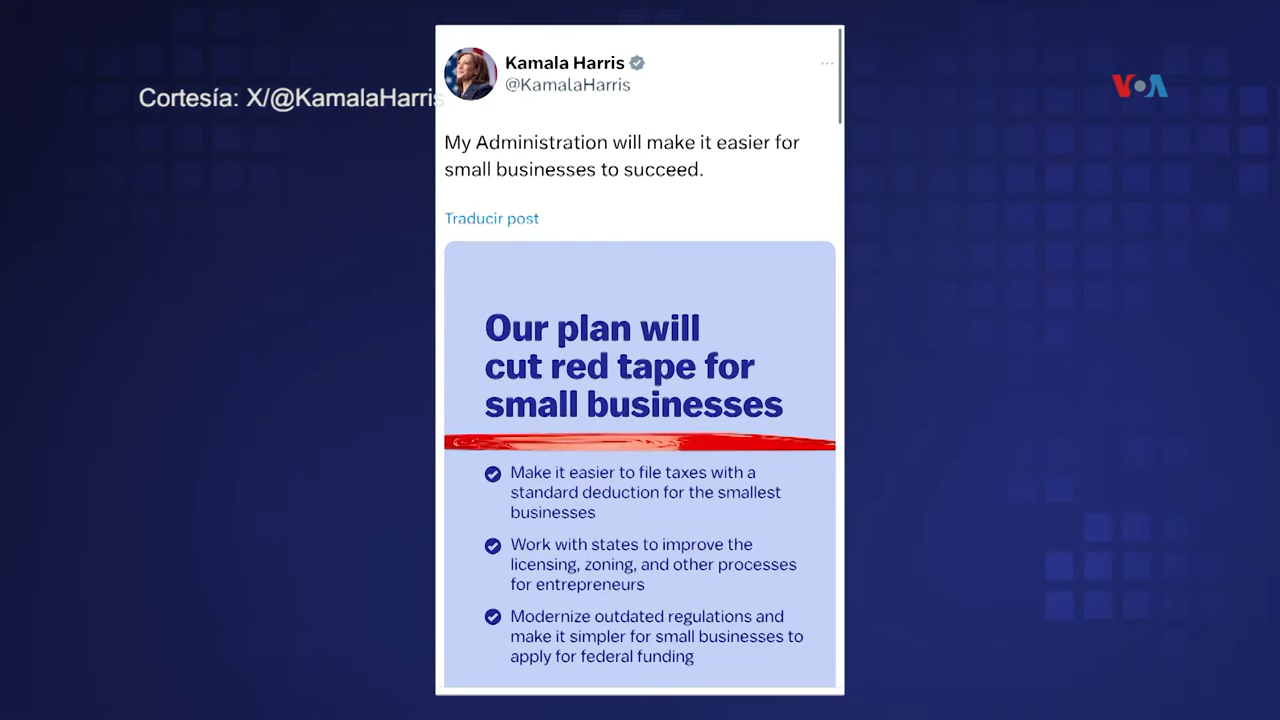 Cortesía: X/@KamalaHarris
VOA
Kamala Harris
@KamalaHarris
My Administration will make it easier for
small businesses to succeed.
Traducir post
Our plan will
cut red tape for
small businesses
Make it easier to file taxes with a
standard deduction for the smallest
businesses
Work with states to improve the
licensing, zoning, and other processes
for entrepreneurs
Modernize outdated regulations and
make it simpler for small businesses to
apply for federal funding